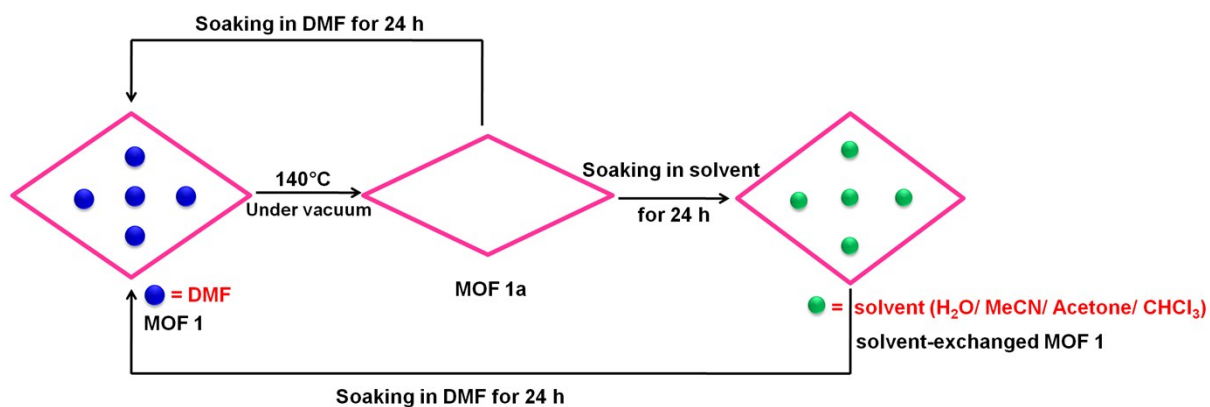 Soaking in DMF for 24 h
140°C
Under vacuum
Soaking in solvent
for 24 h
MOF 1a
= DMF
MOF 1
= solvent (H₂O/ MeCN/ Acetone/ CHCl₃)
solvent-exchanged MOF 1
Soaking in DMF for 24 h